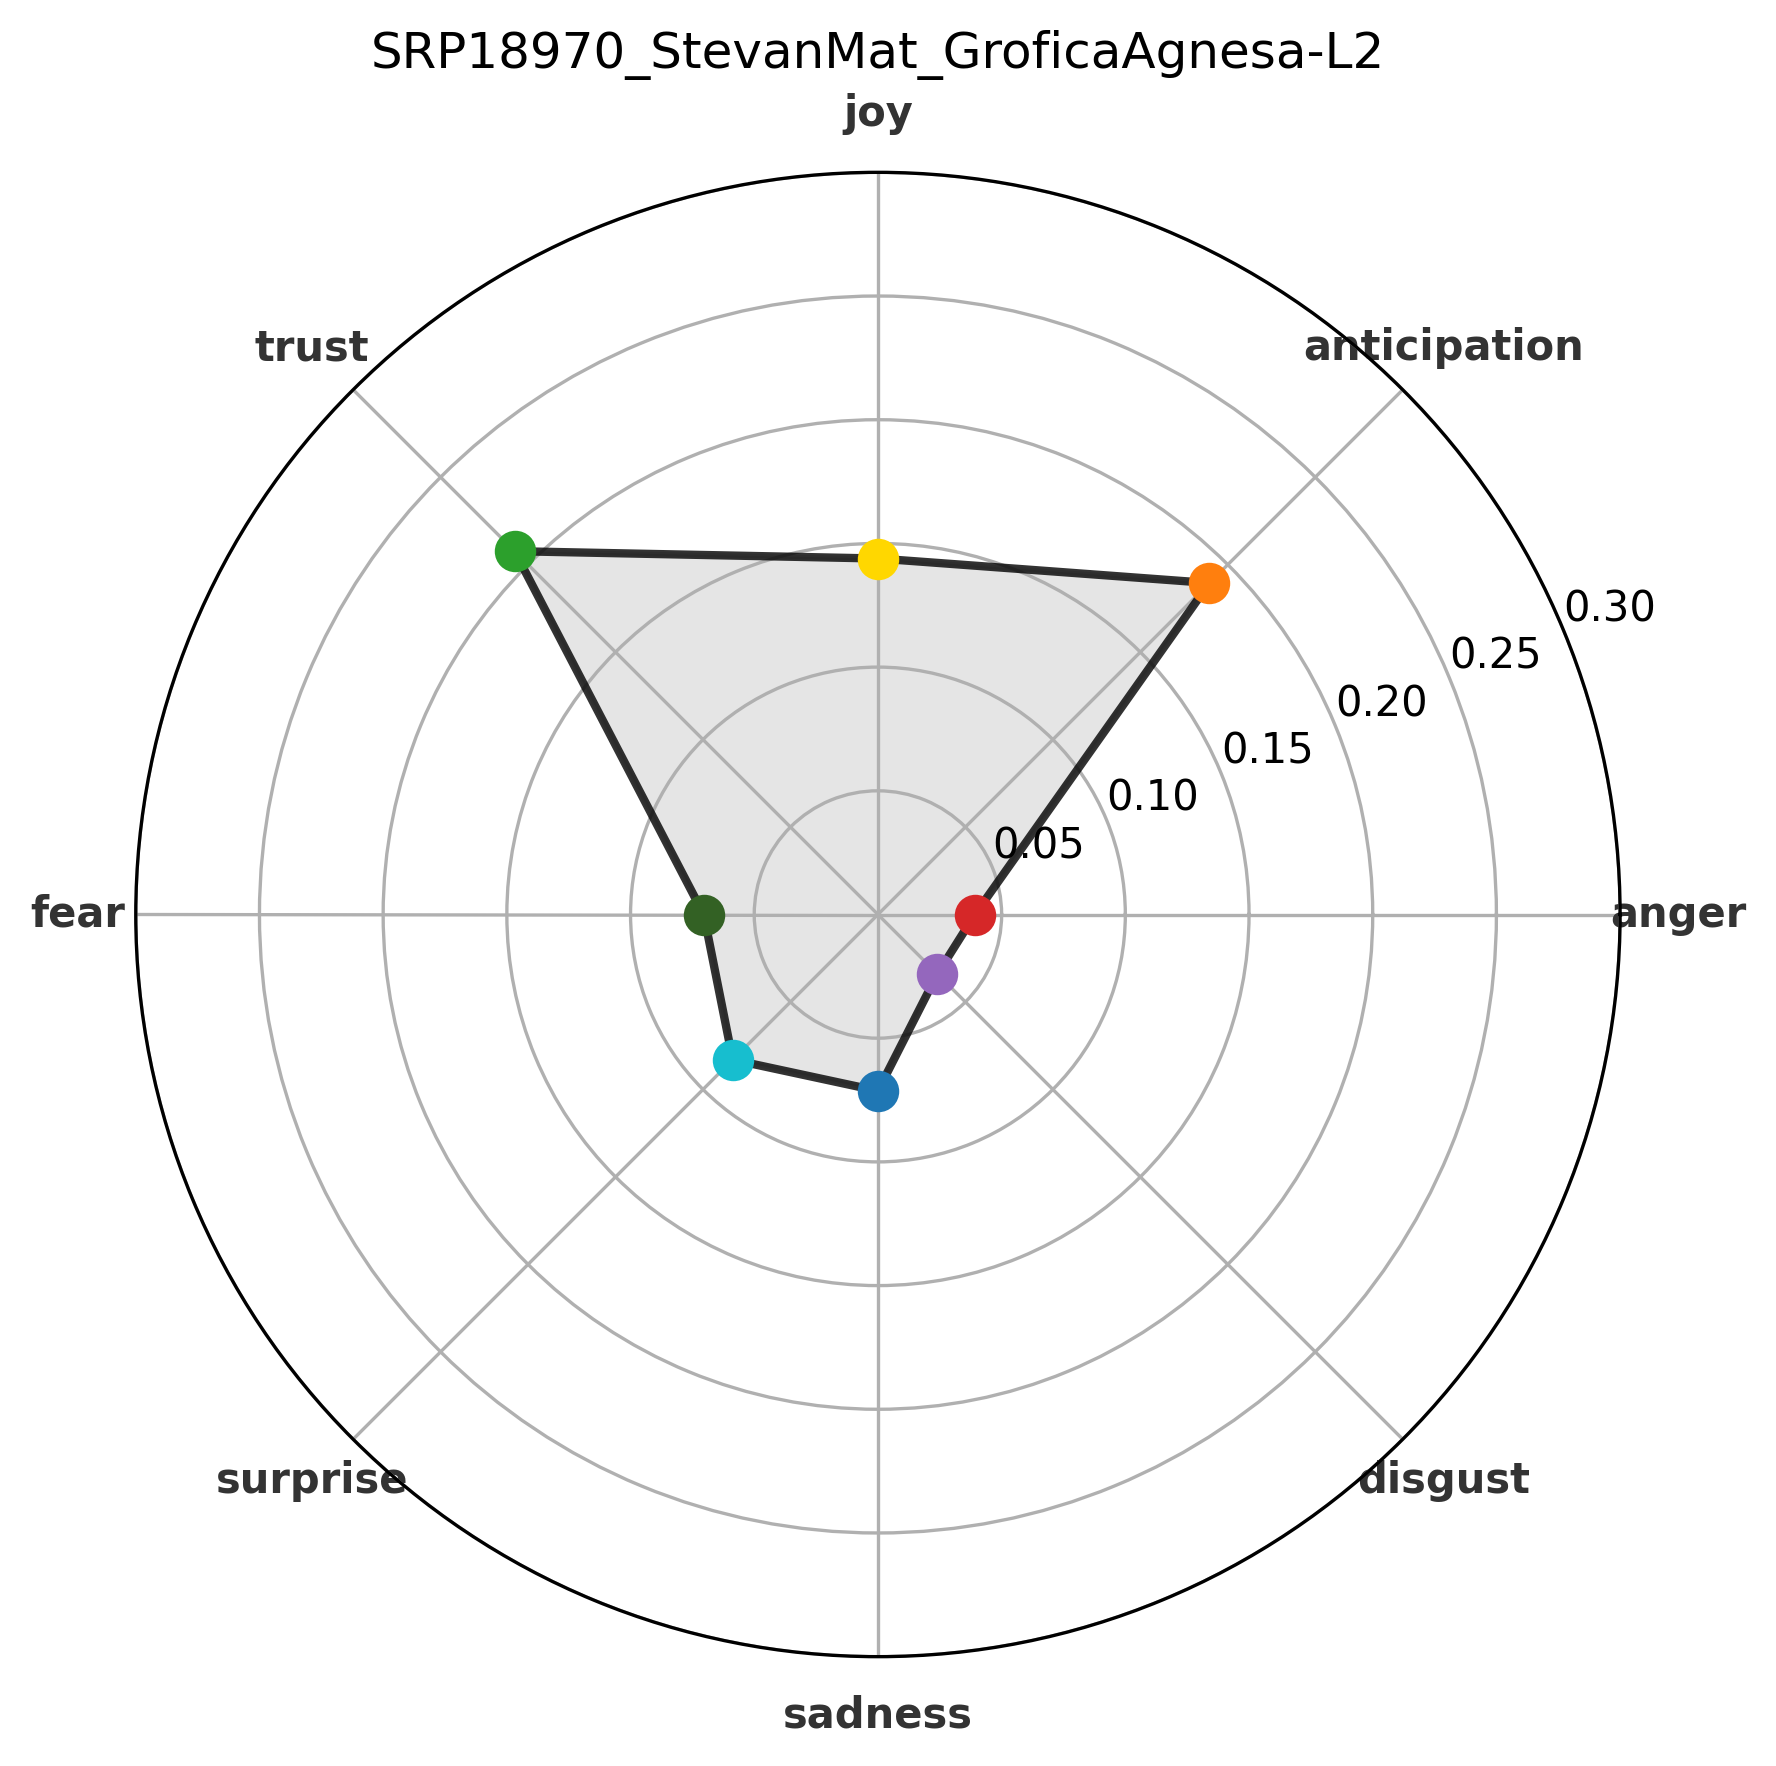 SRP18970_StevanMat_GroficaAgnesa-L2
joy
trust
anticipation
0.30
0.25
0.20
0.15
0.10
0.05
fear
anger
surprise
disgust
sadness